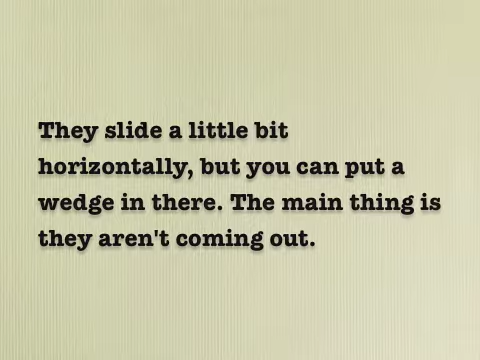 They slide a little bit
horizontally, but you can put a
wedge in there. The main thing is
they aren't coming out.